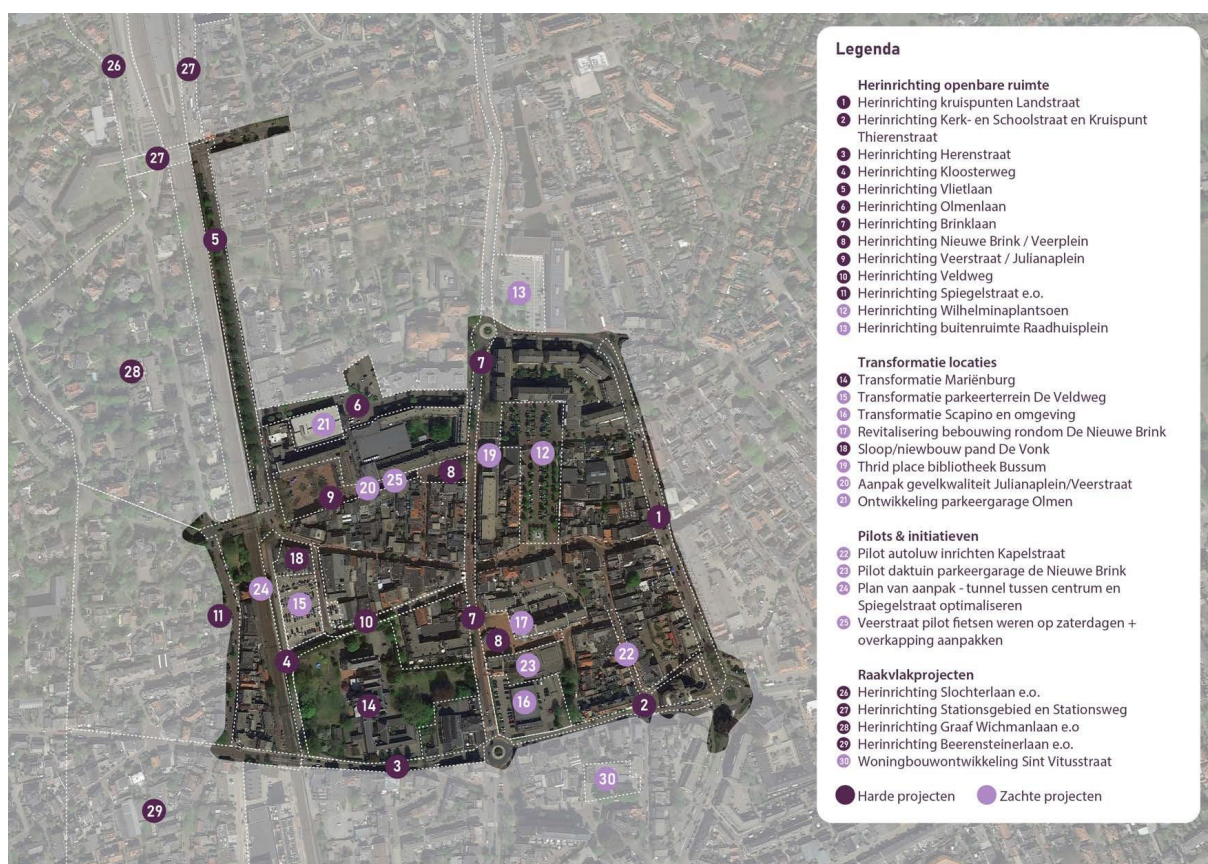 Legenda
Herinrichting openbare ruimte
1 Herinrichting kruispunten Landstraat
2 Herinrichting Kerk- en Schoolstraat en Kruispunt
Thierenstraat
3 Herinrichting Herenstraat
4 Herinrichting Kloosterweg
5 Herinrichting Vlietlaan
6 Herinrichting Olmenlaan
7 Herinrichting Brinklaan
8 Herinrichting Nieuwe Brink / Veerplein
9 Herinrichting Veerstraat / Julianaplein
10 Herinrichting Veldweg
11 Herinrichting Spiegelstraat e.o.
12 Herinrichting Wilhelminaplantsoen
13 Herinrichting buitenruimte Raadhuisplein
Transformatie locaties
14 Transformatie Mariënburg
15 Transformatie parkeerterrein De Veldweg
16 Transformatie Scapino en omgeving
17 Revitalisering bebouwing rondom De Nieuwe Brink
18 Sloop/niewbouw pand De Vonk
19 Thrid place bibliotheek Bussum
20 Aanpak gevelkwaliteit Julianaplein/Veerstraat
21 Ontwikkeling parkeergarage Olmen
Pilots & initiatieven
22 Pilot autoluw inrichten Kapelstraat
23 Pilot daktuin parkeergarage de Nieuwe Brink
24 Plan van aanpak - tunnel tussen centrum en
Spiegelstraat optimaliseren
25 Veerstraat pilot fietsen weren op zaterdagen +
overkapping aanpakken
Raakvlakprojecten
26 Herinrichting Slochterlaan e.o.
27 Herinrichting Stationsgebied en Stationsweg
28 Herinrichting Graaf Wichmanlaan e.o
29 Herinrichting Beerensteinerlaan e.o.
30 Woningbouwontwikkeling Sint Vitusstraat
Harde projecten Zachte projecten
26
27
27
5
13
28
7
6
21
19
12
25
8
20
9
1
18
24
15
11
10
7
17
8
22
4
23
14
16
2
3
30
29